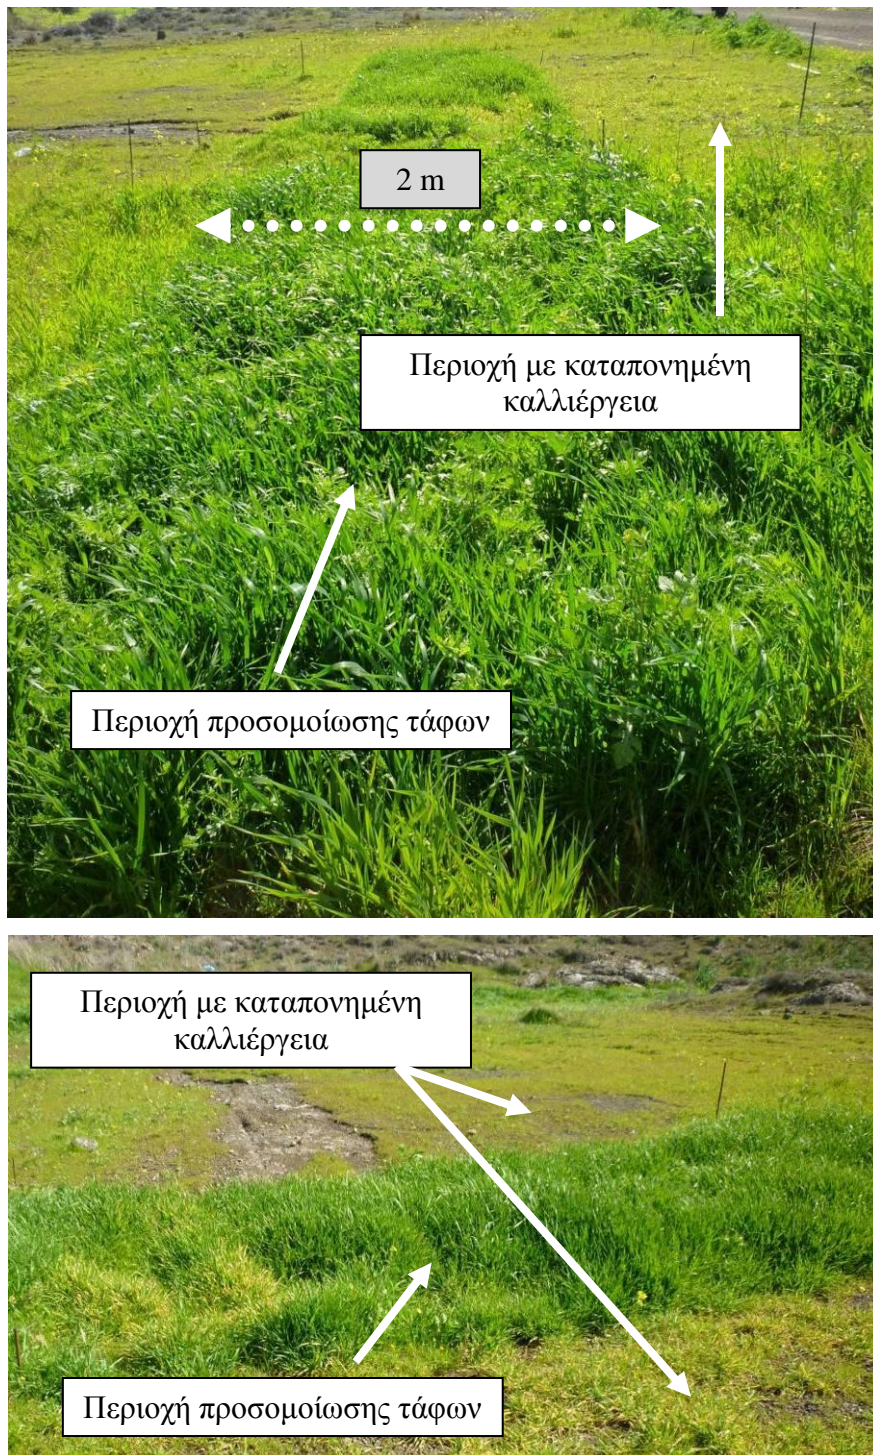 2 m
Περιοχή με καταπονημένη
καλλιέργεια
Περιοχή προσομοίωσης τάφων
Περιοχή με καταπονημένη
καλλιέργεια
Περιοχή προσομοίωσης τάφων